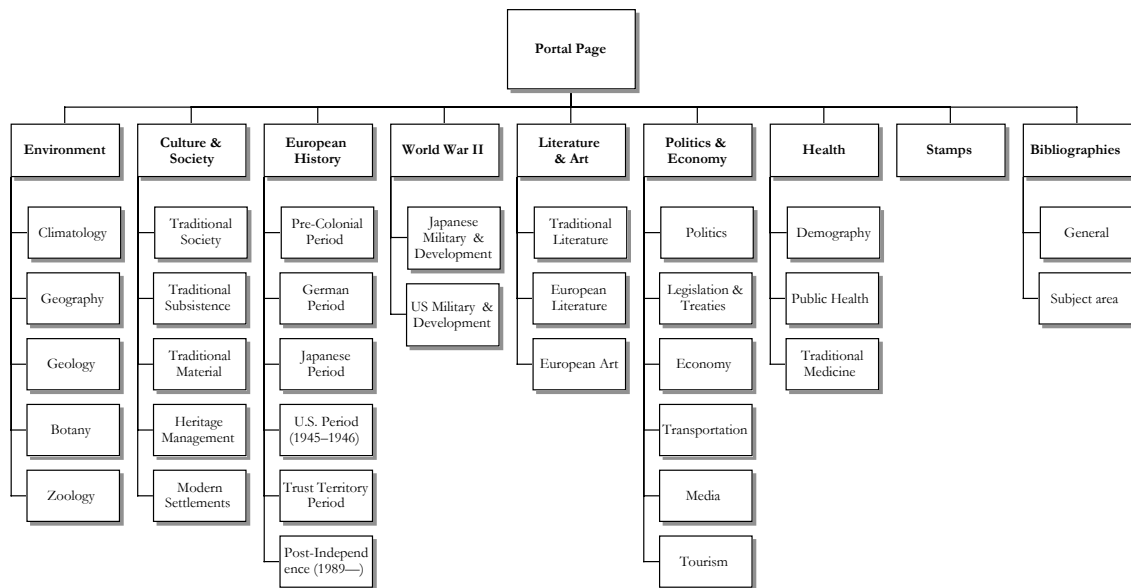 Portal Page
Environment
Culture &
Society
European
History
World War II
Literature
& Art
Politics &
Economy
Health
Stamps
Bibliographies
Climatology
Geography
Geology
Botany
Zoology
Traditional
Society
Traditional
Subsistence
Traditional
Material
Heritage
Management
Modern
Settlements
Pre-Colonial
Period
German
Period
Japanese
Period
U.S. Period
(1945–1946)
Trust Territory
Period
Post-Independ
ence (1989—)
Japanese
Military & 
Development
US Military &
Development
Traditional
Literature
European
Literature
European Art
Politics
Legislation &
Treaties
Economy
Transportation
Media
Tourism
Demography
Public Health
Traditional
Medicine
General
Subject area